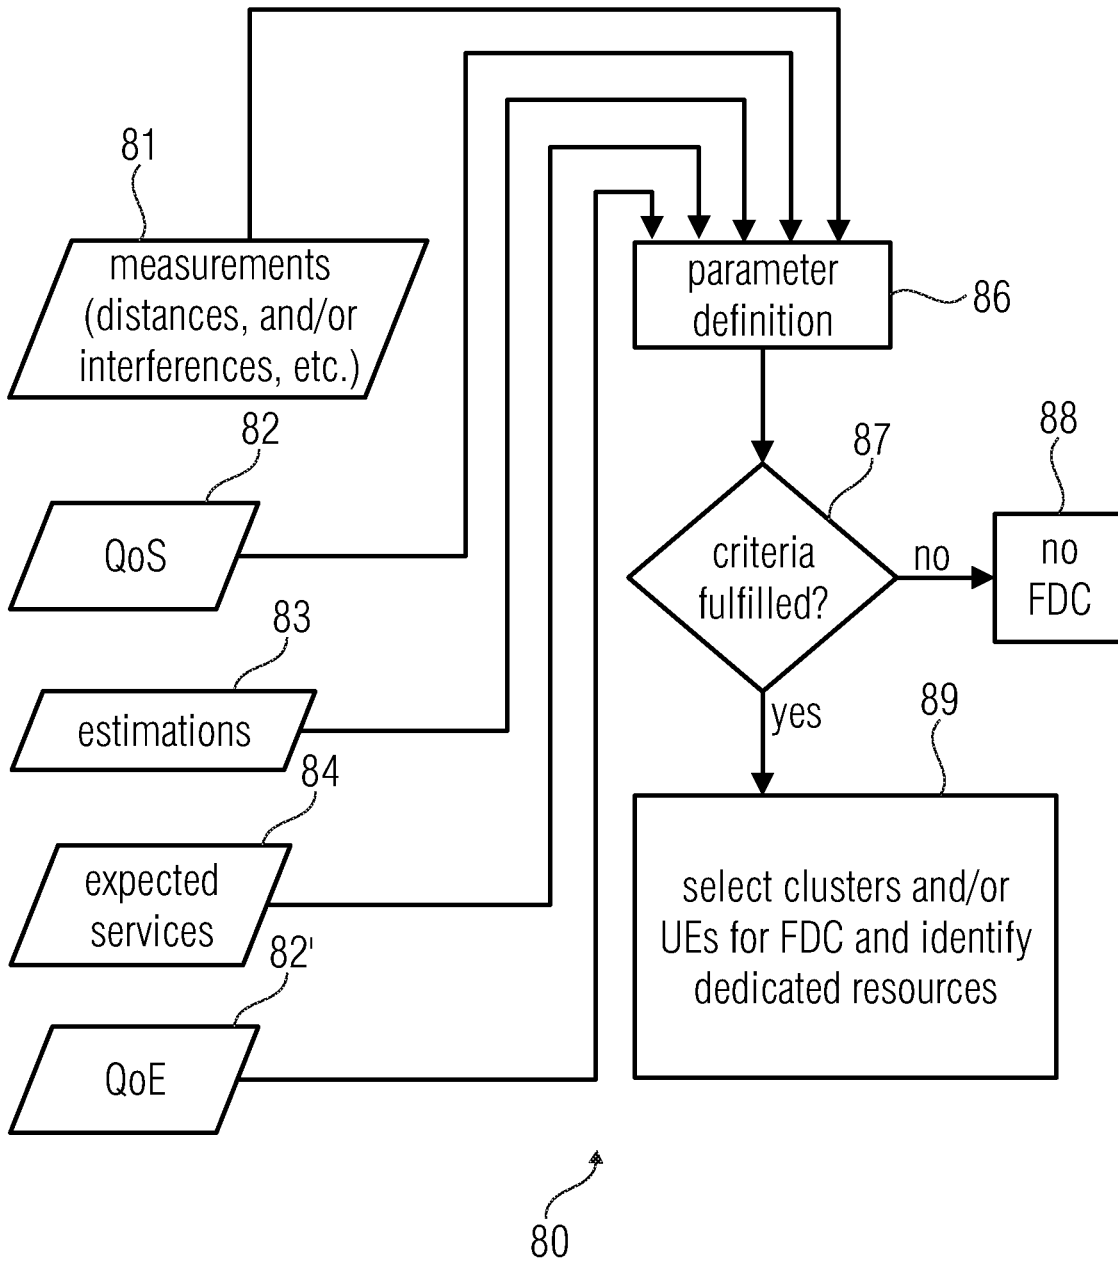 81
measurements
(distances, and/or
interferences, etc.)
82
QoS
83
estimations
84
expected
services
82'
QoE
parameter
definition
86
87
criteria
fulfilled?
no
88
no
FDC
yes
89
select clusters and/or
UEs for FDC and identify
dedicated resources
80